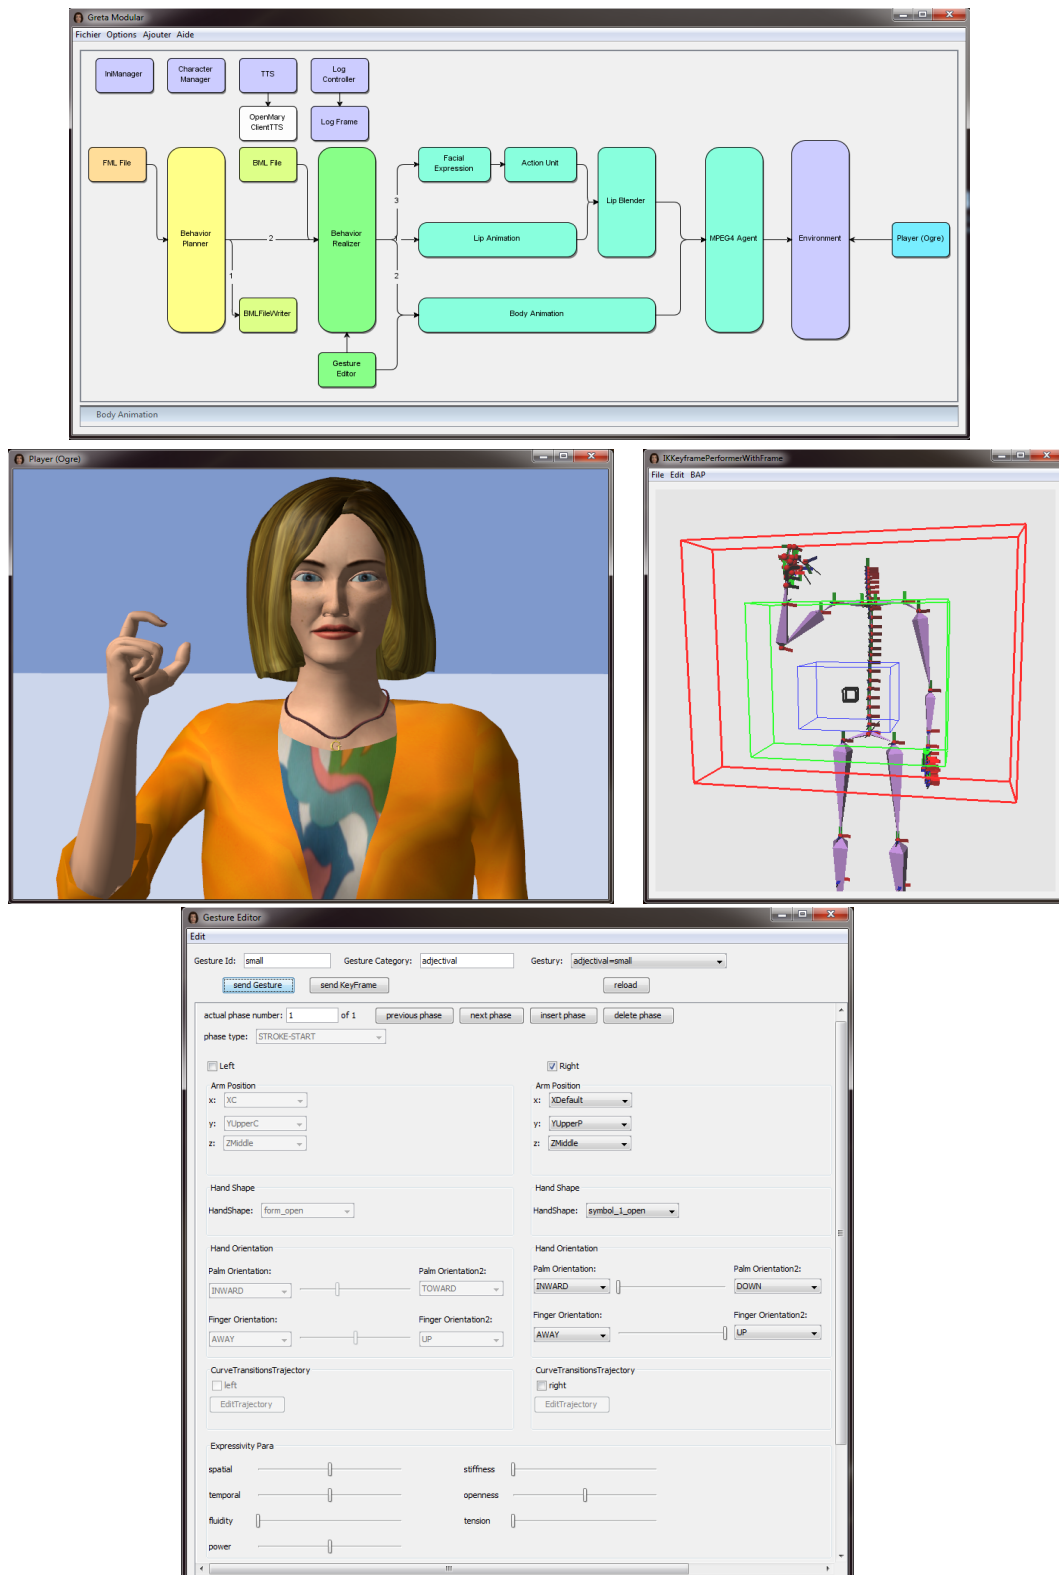 Greta Modular
Fichier Options Ajouter Aide
IniManager
Character
Manager
TTS
Log
Controller
OpenMary
ClientTTS
Log Frame
FML File
BML File
Facial
Expression
Action Unit
3
Lip Blender
Behavior
Planner
2
Behavior
Realizer
Lip Animation
MPEG4 Agent
Environment
Player (Ogre)
1
2
BMLFileWriter
Body Animation
Gesture
Editor
Body Animation
Player (Ogre)
IKKeyframePerformerWithFrame
File Edit BAP
Gesture Editor
Edit
Gesture Id: small Gesture Category: adjectival Gestury: adjectival=small
send Gesture send KeyFrame reload
actual phase number: 1 of 1 previous phase next phase insert phase delete phase
phase type: STROKE-START
Left Right
Arm Position Arm Position
x: XC x: XDefault
y: YUpperC y: YUpperP
z: ZMiddle z: ZMiddle
Hand Shape Hand Shape
HandShape: form_open HandShape: symbol_1_open
Hand Orientation Hand Orientation
Palm Orientation: Palm Orientation2: Palm Orientation: Palm Orientation2:
INWARD TOWARD INWARD DOWN
Finger Orientation: Finger Orientation2: Finger Orientation: Finger Orientation2:
AWAY UP AWAY UP
CurveTransitionsTrajectory CurveTransitionsTrajectory
left right
EditTrajectory EditTrajectory
Expressivity Para
spatial stiffness
temporal openness
fluidity tension
power